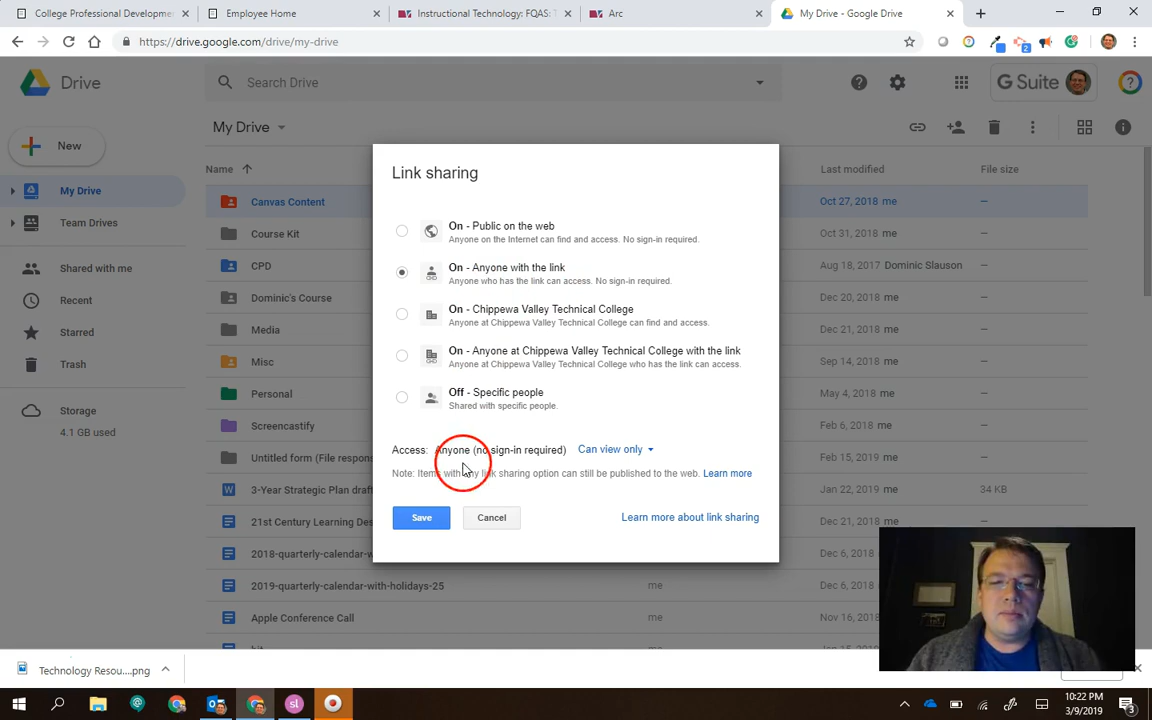 College Professional Developme
Employee Home
Instructional Technology: FQAS: T
Arc
My Drive - Google Drive
https://drive.google.com/drive/my-drive
2
Drive
Search Drive
G Suite
My Drive
New
Name
Last modified
File size
My Drive
Canvas Content
Oct 27, 2018 me
–
Team Drives
Course Kit
Oct 31, 2018 me
–
CPD
Aug 18, 2017 Dominic Slauson
–
Shared with me
Dominic's Course
Dec 20, 2018 me
–
Recent
Media
Dec 21, 2018 me
–
Starred
Misc
Sep 14, 2018 me
–
Trash
Personal
May 4, 2018 me
–
Storage
4.1 GB used
Screencastify
Feb 6, 2018 me
–
Untitled form (File respons
Feb 15, 2019 me
–
3-Year Strategic Plan draft
Jan 22, 2019 me
34 KB
21st Century Learning Des
Dec 21, 2018 me
–
2018-quarterly-calendar-w
Dec 6, 2018 me
–
2019-quarterly-calendar-with-holidays-25
me
Dec 6, 2018 me
–
Apple Conference Call
me
Nov 16, 2018 me
Link sharing
On - Public on the web
Anyone on the Internet can find and access. No sign-in required.
On - Anyone with the link
Anyone who has the link can access. No sign-in required.
On - Chippewa Valley Technical College
Anyone at Chippewa Valley Technical College can find and access.
On - Anyone at Chippewa Valley Technical College with the link
Anyone at Chippewa Valley Technical College who has the link can access.
Off - Specific people
Shared with specific people.
Access: Anyone (no sign-in required) Can view only
Note: Items with any link sharing option can still be published to the web. Learn more
Save
Cancel
Learn more about link sharing
Technology Resou....png
sl
10:22 PM
3/9/2019
3